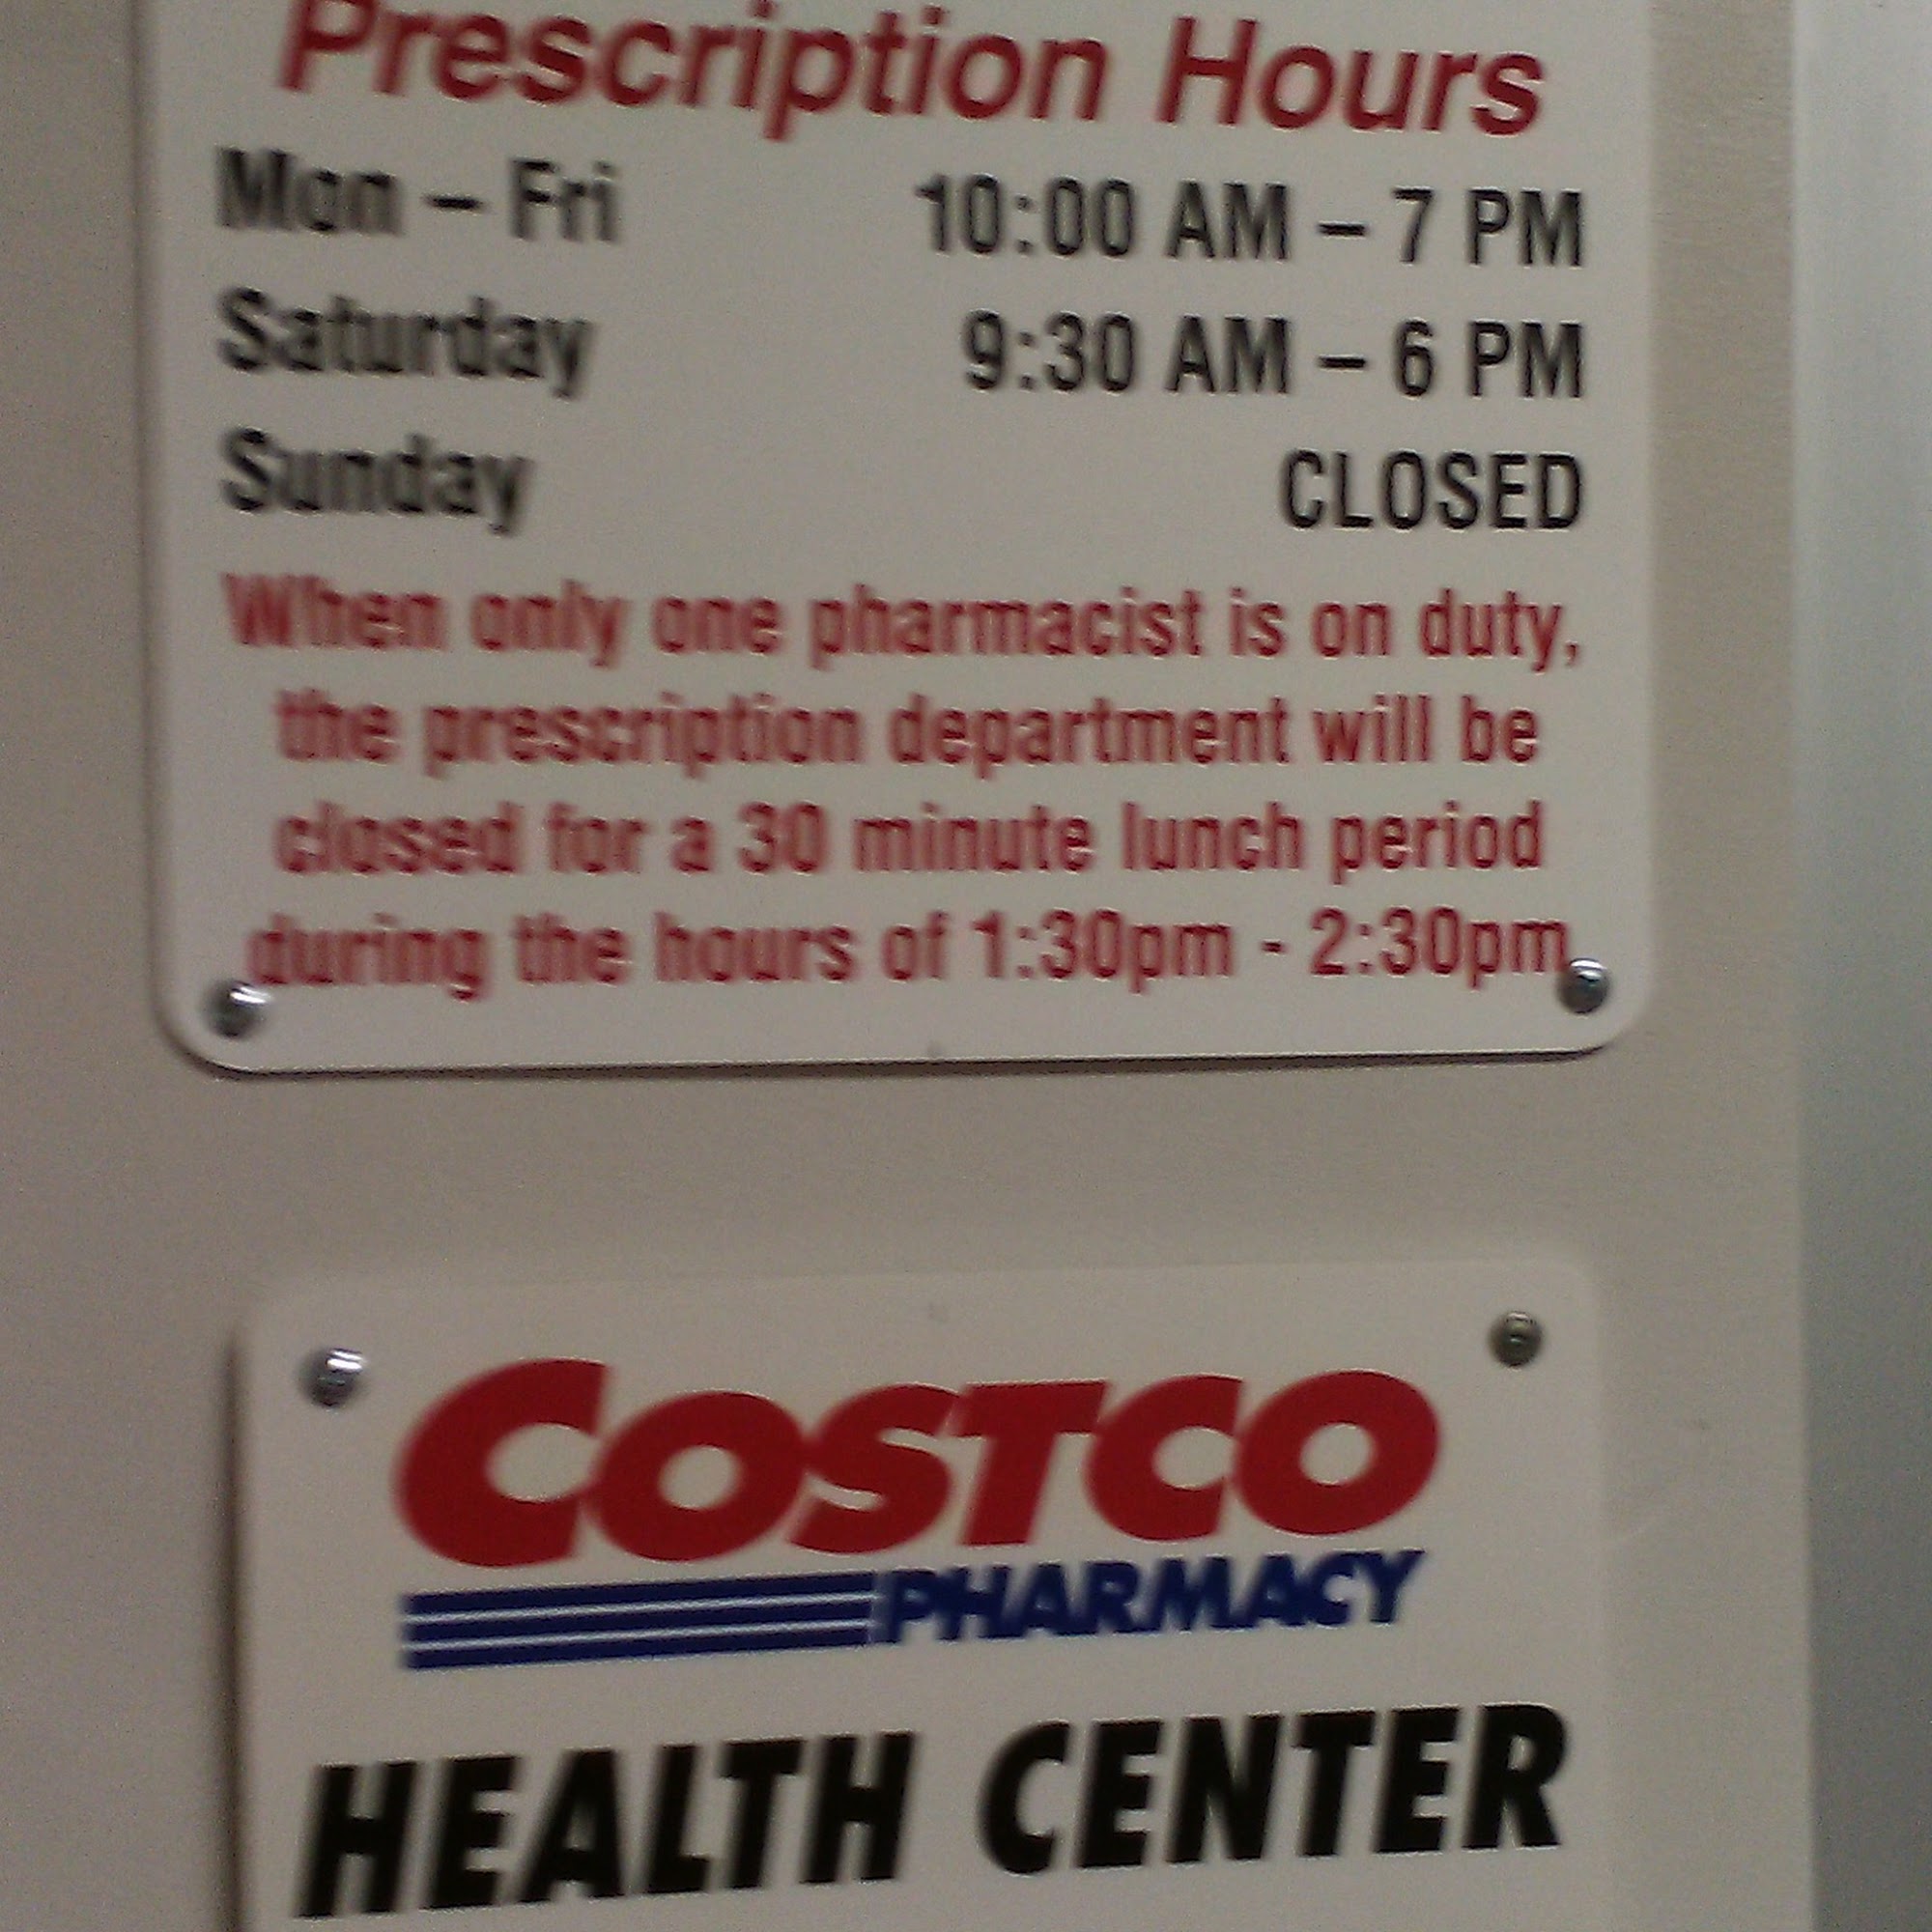 Prescription Hours
Mon – Fri 10:00 AM – 7 PM
Saturday 9:30 AM – 6 PM
Sunday CLOSED
When only one pharmacist is on duty,
the prescription department will be
closed for a 30 minute lunch period
during the hours of 1:30pm - 2:30pm
COSTCO
PHARMACY
HEALTH CENTER